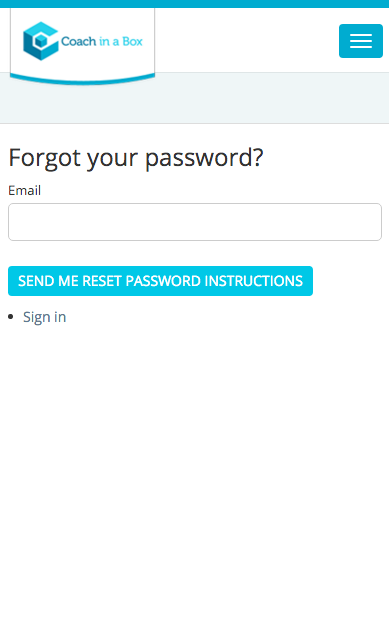 Coach in a Box
Forgot your password?
Email
SEND ME RESET PASSWORD INSTRUCTIONS
Sign in